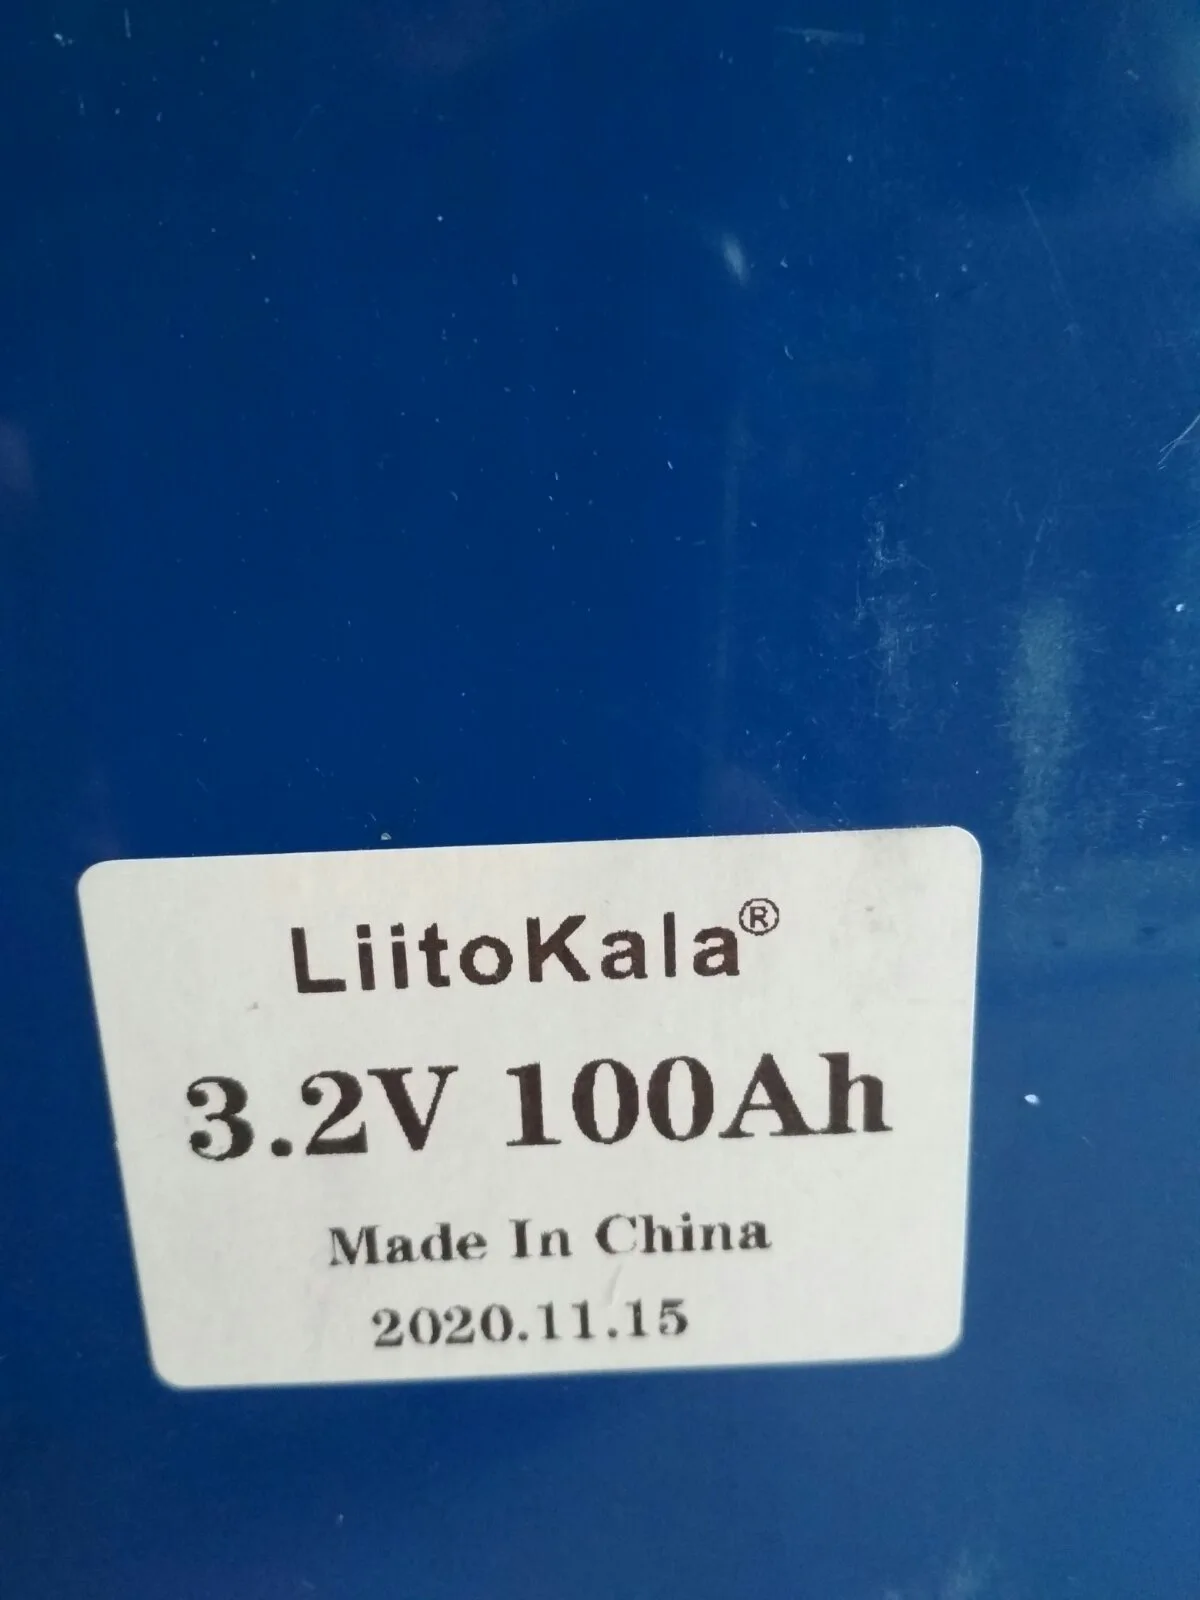 LiitoKala®
3.2V 100Ah
Made In China
2020.11.15